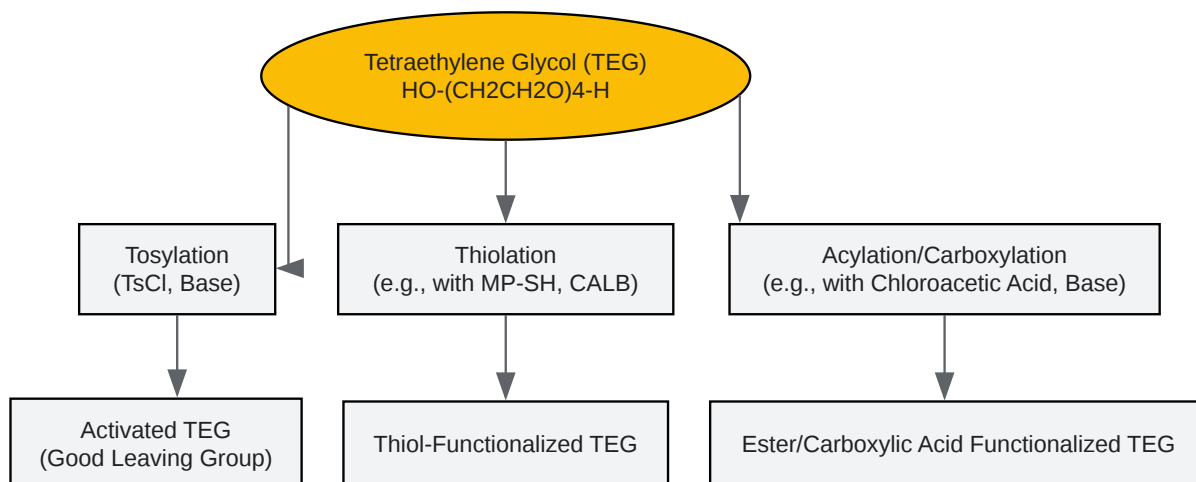 Tetraethylene Glycol (TEG)
HO-(CH2CH2O)4-H
Tosylation
(TsCl, Base)
Thiolation
(e.g., with MP-SH, CALB)
Acylation/Carboxylation
(e.g., with Chloroacetic Acid, Base)
Activated TEG
(Good Leaving Group)
Thiol-Functionalized TEG
Ester/Carboxylic Acid Functionalized TEG